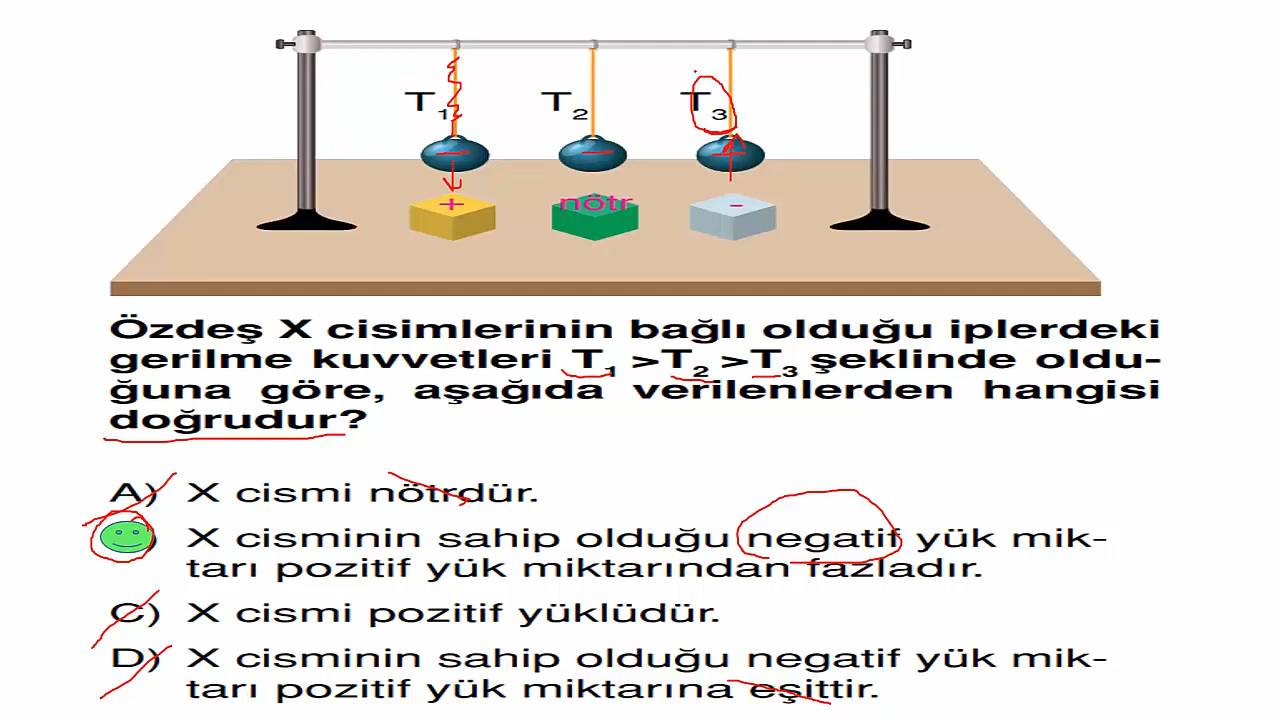 T1 T2 T3
+ nötr -
Özdeş X cisimlerinin bağlı olduğu iplerdeki
gerilme kuvvetleri T1 >T2 >T3 şeklinde oldu-
ğuna göre, aşağıda verilenlerden hangisi
doğrudur?
A) X cismi nötrdür.
) X cisminin sahip olduğu negatif yük mik-
tarı pozitif yük miktarından fazladır.
C) X cismi pozitif yüklüdür.
D) X cisminin sahip olduğu negatif yük mik-
tarı pozitif yük miktarına eşittir.